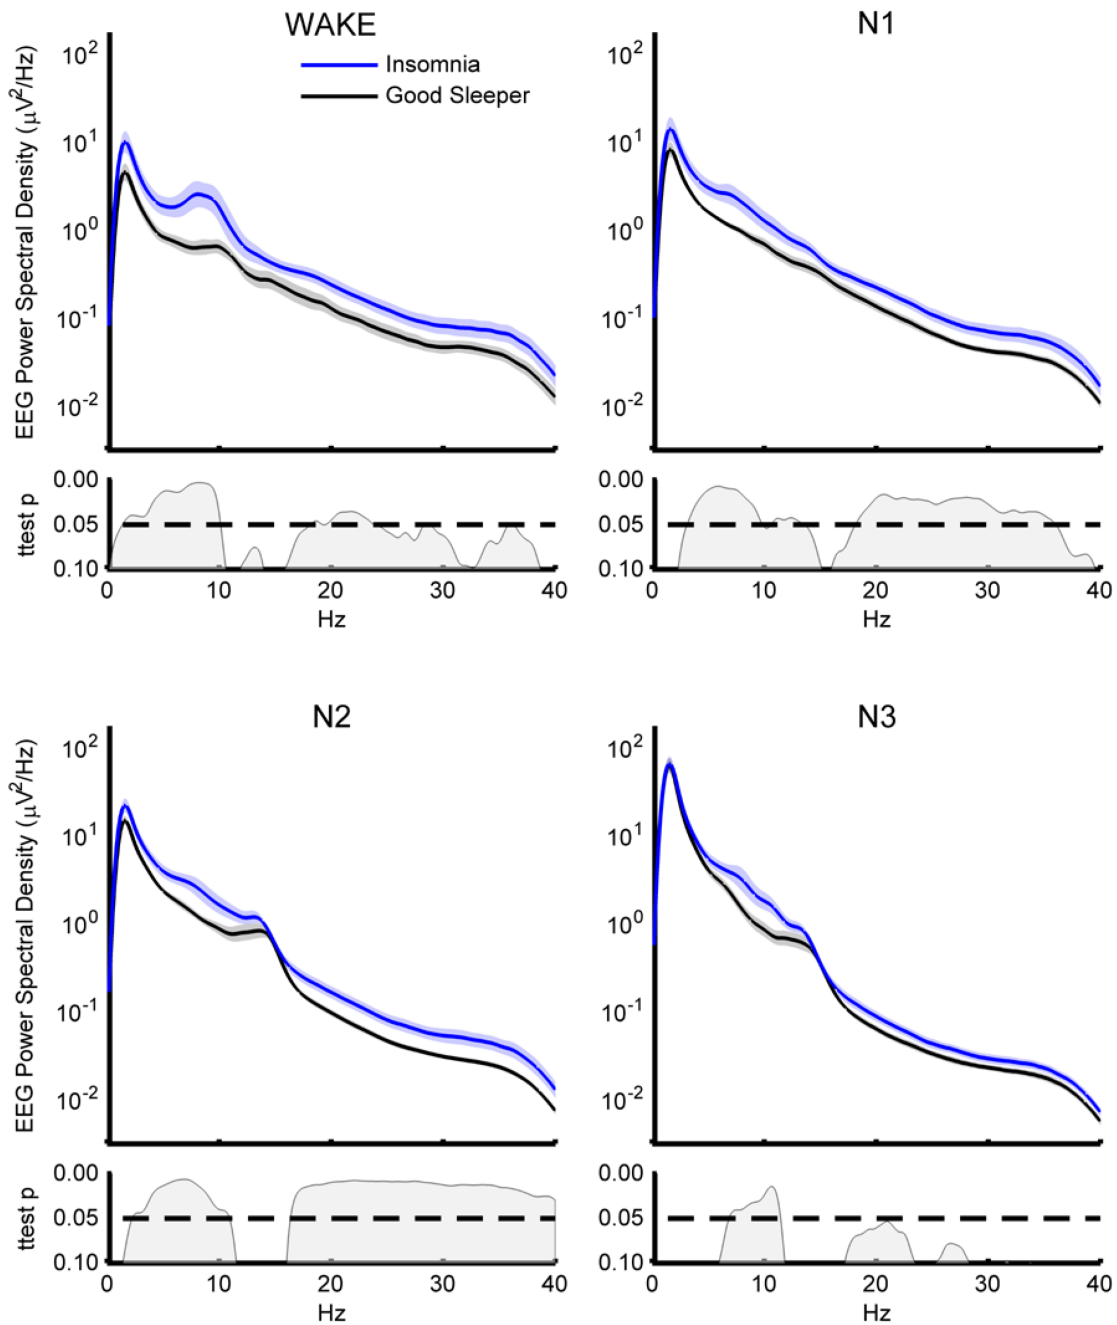 WAKE
Insomnia
Good Sleeper
EEG Power Spectral Density (μV²/Hz)
10²
10¹
10⁰
10⁻¹
10⁻²
ttest p
0.00
0.05
0.10
0 10 20 30 40
Hz
N1
10²
10¹
10⁰
10⁻¹
10⁻²
0.00
0.05
0.10
0 10 20 30 40
Hz
N2
EEG Power Spectral Density (μV²/Hz)
10²
10¹
10⁰
10⁻¹
10⁻²
ttest p
0.00
0.05
0.10
0 10 20 30 40
Hz
N3
10²
10¹
10⁰
10⁻¹
10⁻²
0.00
0.05
0.10
0 10 20 30 40
Hz